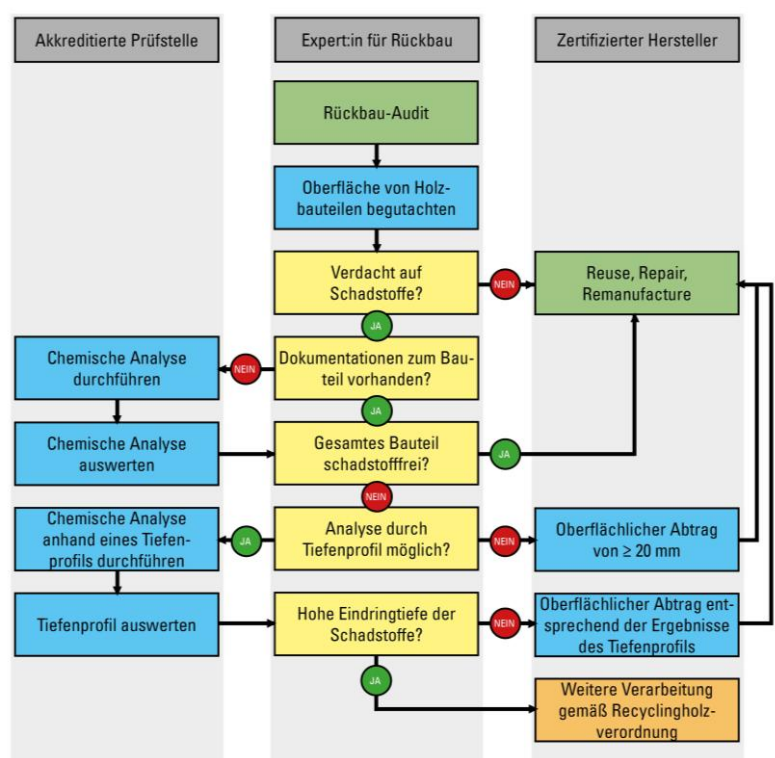 Akkreditierte Prüfstelle
Expert:in für Rückbau
Zertifizierter Hersteller
Rückbau-Audit
Oberfläche von Holz-
bauteilen begutachten
Verdacht auf
Schadstoffe?
NEIN
Reuse, Repair,
Remanufacture
JA
Chemische Analyse
durchführen
NEIN
Dokumentationen zum Bau-
teil vorhanden?
JA
Chemische Analyse
auswerten
Gesamtes Bauteil
schadstofffrei?
JA
NEIN
Chemische Analyse
anhand eines Tiefen-
profils durchführen
JA
Analyse durch
Tiefenprofil möglich?
NEIN
Oberflächlicher Abtrag
von ≥ 20 mm
Tiefenprofil auswerten
Hohe Eindringtiefe der
Schadstoffe?
NEIN
Oberflächlicher Abtrag ent-
sprechend der Ergebnisse
des Tiefenprofils
JA
Weitere Verarbeitung
gemäß Recyclingholz-
verordnung